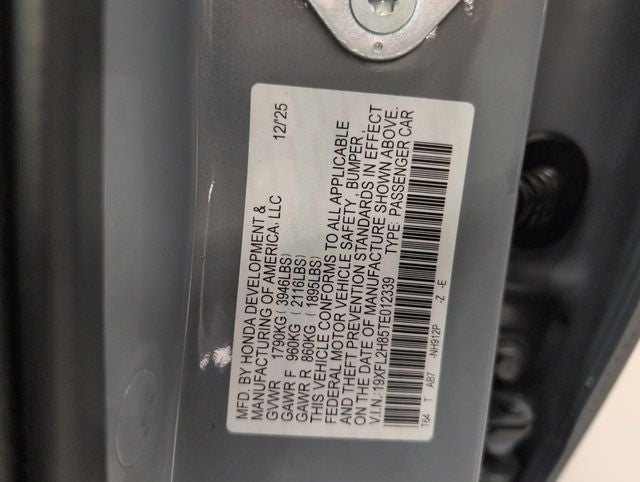 MFD. BY HONDA DEVELOPMENT &
MANUFACTURING OF AMERICA, LLC 12/'25
GVWR 1790KG ( 3946LBS)
GAWR F 960KG ( 2116LBS)
GAWR R 860KG ( 1895LBS)
THIS VEHICLE CONFORMS TO ALL APPLICABLE
FEDERAL MOTOR VEHICLE SAFETY, BUMPER,
AND THEFT PREVENTION STANDARDS IN EFFECT
ON THE DATE OF MANUFACTURE SHOWN ABOVE.
V.I.N.:19XFL2H85TE012339 TYPE: PASSENGER CAR
T64 T AB7 -NH912P -Z -E